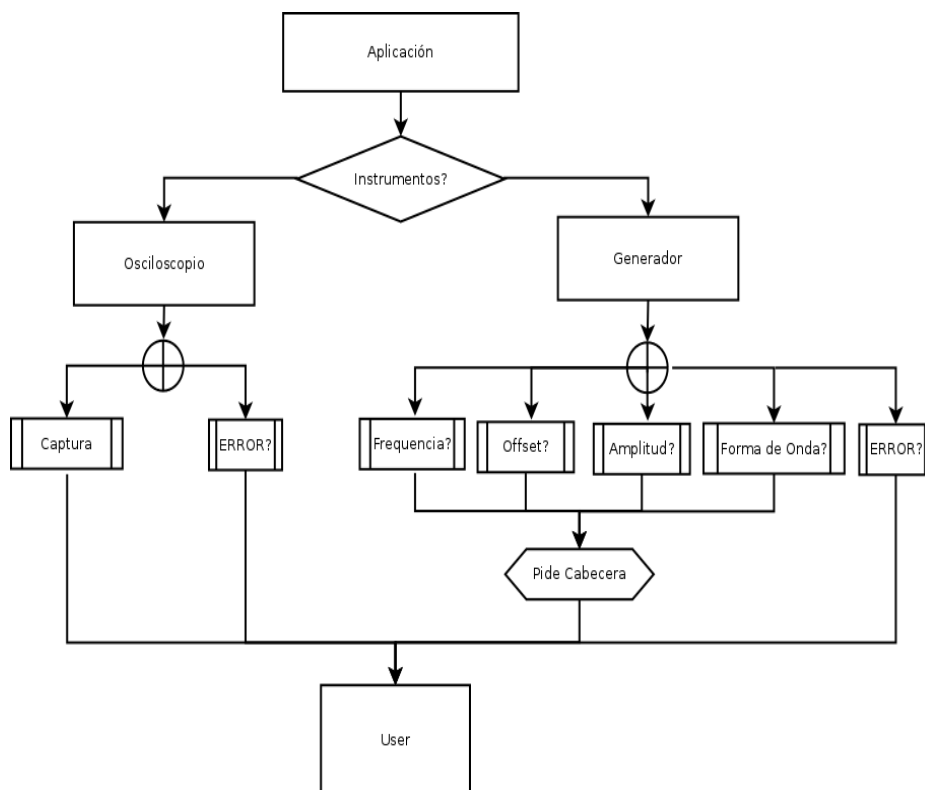 Aplicación
Instrumentos?
Osciloscopio
Generador
Captura
ERROR?
Frequencia?
Offset?
Amplitud?
Forma de Onda?
ERROR?
Pide Cabecera
User